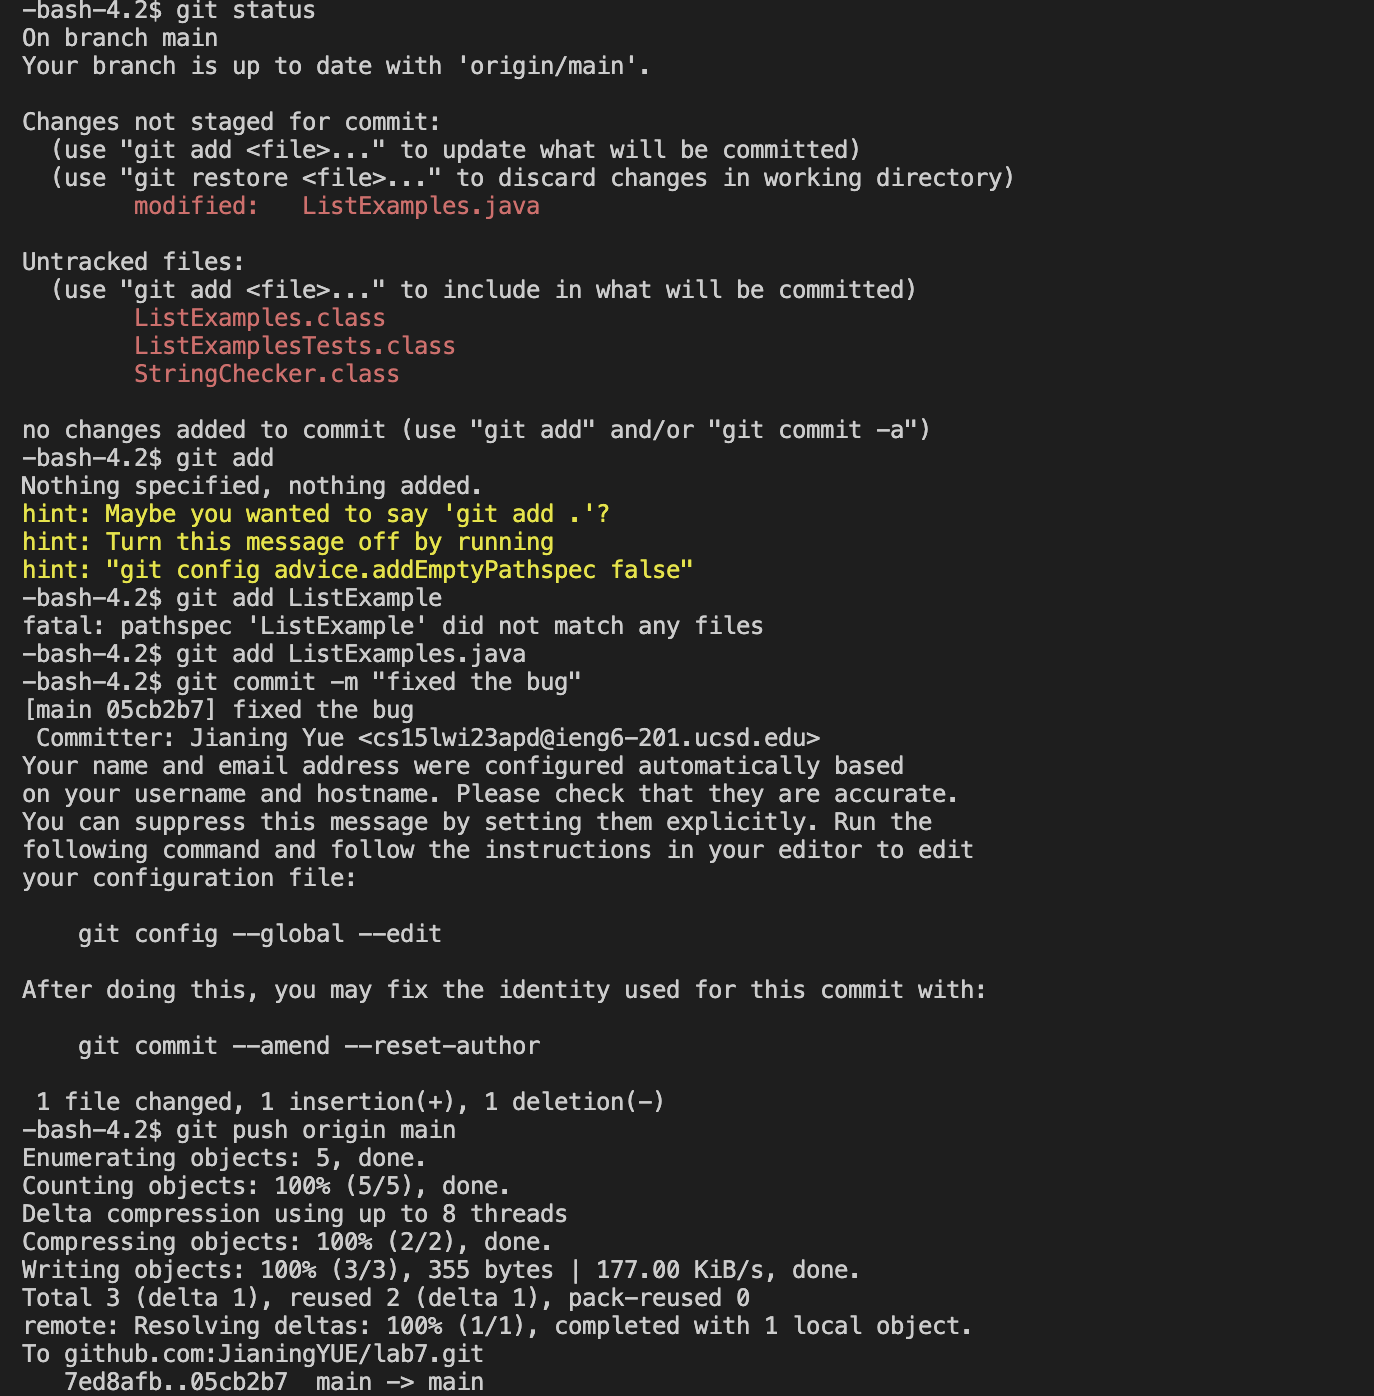 -bash-4.2$ git status
On branch main
Your branch is up to date with 'origin/main'.
Changes not staged for commit:
(use "git add <file>..." to update what will be committed)
(use "git restore <file>..." to discard changes in working directory)
modified:   ListExamples.java
Untracked files:
(use "git add <file>..." to include in what will be committed)
ListExamples.class
ListExamplesTests.class
StringChecker.class
no changes added to commit (use "git add" and/or "git commit -a")
-bash-4.2$ git add
Nothing specified, nothing added.
hint: Maybe you wanted to say 'git add .'?
hint: Turn this message off by running
hint: "git config advice.addEmptyPathspec false"
-bash-4.2$ git add ListExample
fatal: pathspec 'ListExample' did not match any files
-bash-4.2$ git add ListExamples.java
-bash-4.2$ git commit -m "fixed the bug"
[main 05cb2b7] fixed the bug
Committer: Jianing Yue <cs15lwi23apd@ieng6-201.ucsd.edu>
Your name and email address were configured automatically based
on your username and hostname. Please check that they are accurate.
You can suppress this message by setting them explicitly. Run the
following command and follow the instructions in your editor to edit
your configuration file:
git config --global --edit
After doing this, you may fix the identity used for this commit with:
git commit --amend --reset-author
1 file changed, 1 insertion(+), 1 deletion(-)
-bash-4.2$ git push origin main
Enumerating objects: 5, done.
Counting objects: 100% (5/5), done.
Delta compression using up to 8 threads
Compressing objects: 100% (2/2), done.
Writing objects: 100% (3/3), 355 bytes | 177.00 KiB/s, done.
Total 3 (delta 1), reused 2 (delta 1), pack-reused 0
remote: Resolving deltas: 100% (1/1), completed with 1 local object.
To github.com:JianingYUE/lab7.git
7ed8afb..05cb2b7  main -> main